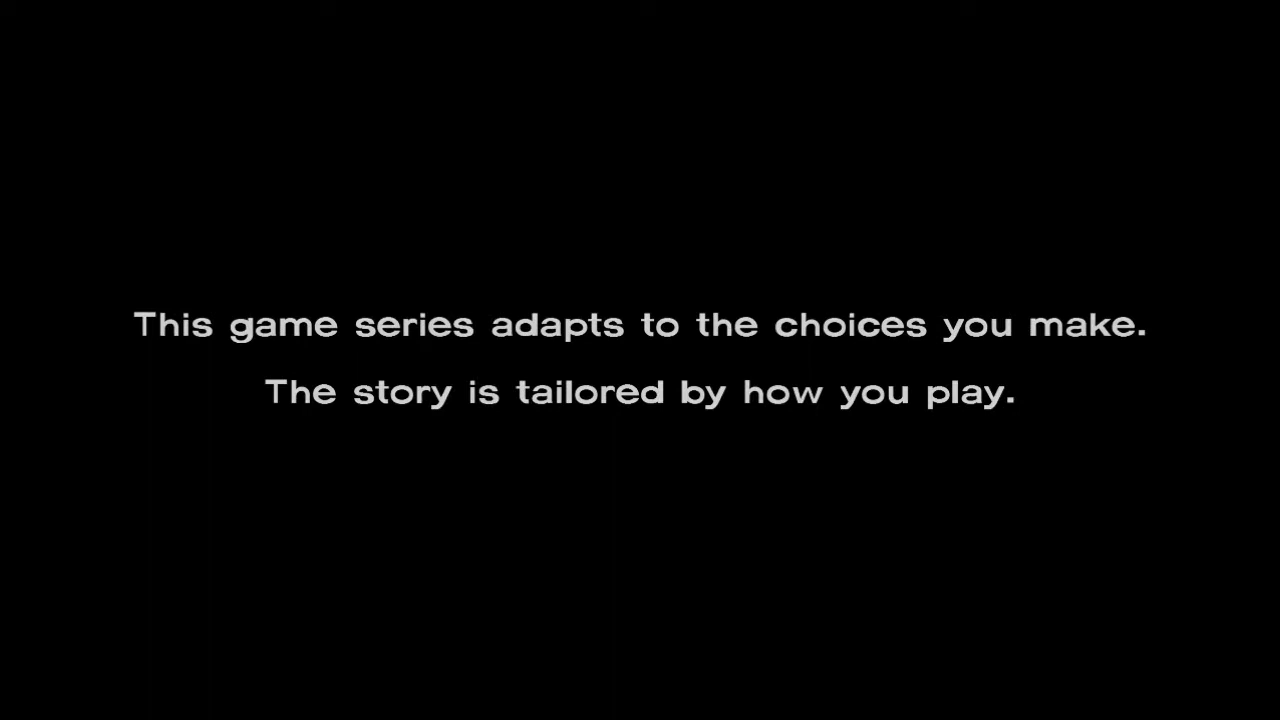 This game series adapts to the choices you make.
The story is tailored by how you play.